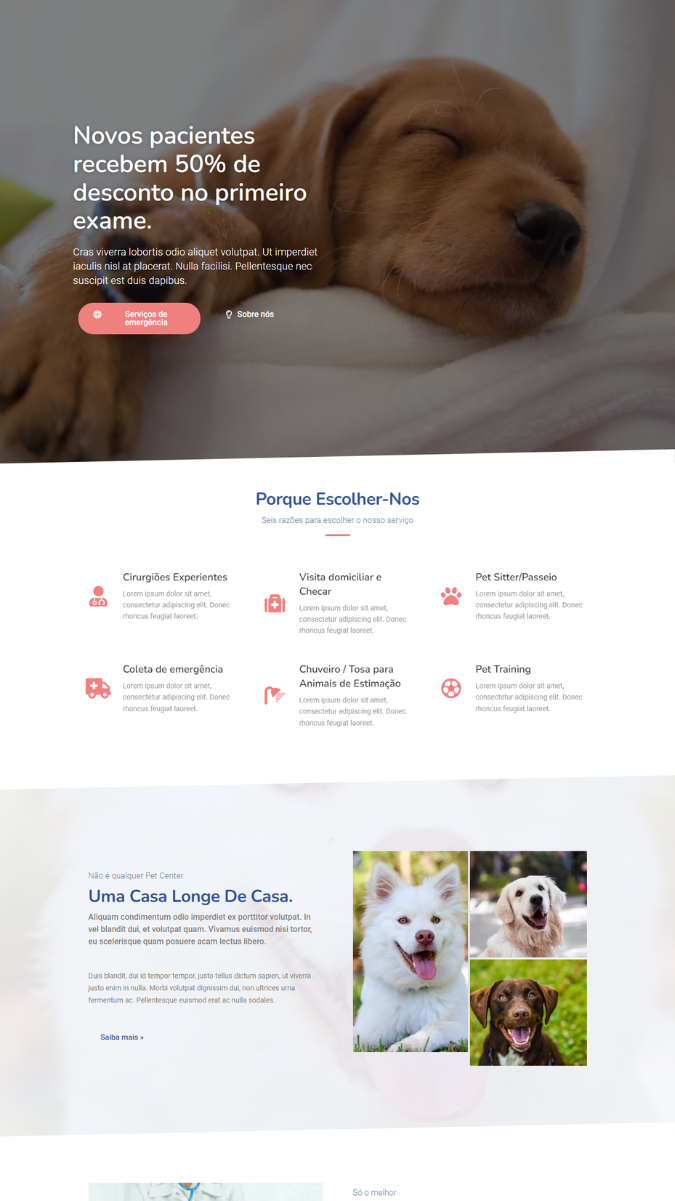 Novos pacientes
recebem 50% de
desconto no primeiro
exame.
Cras viverra lobortis odio aliquet volutpat. Ut imperdiet
iaculis nisl at placerat. Nulla facilisi. Pellentesque nec
suscipit est duis dapibus.
Serviços de
emergência
Sobre nós
Porque Escolher-Nos
Seis razões para escolher o nosso serviço
Cirurgiões Experientes
Lorem ipsum dolor sit amet,
consectetur adipiscing elit. Donec
rhoncus feugiat laoreet.
Visita domiciliar e
Checar
Lorem ipsum dolor sit amet,
consectetur adipiscing elit. Donec
rhoncus feugiat laoreet.
Pet Sitter/Passeio
Lorem ipsum dolor sit amet,
consectetur adipiscing elit. Donec
rhoncus feugiat laoreet.
Coleta de emergência
Lorem ipsum dolor sit amet,
consectetur adipiscing elit. Donec
rhoncus feugiat laoreet.
Chuveiro / Tosa para
Animais de Estimação
Lorem ipsum dolor sit amet,
consectetur adipiscing elit. Donec
rhoncus feugiat laoreet.
Pet Training
Lorem ipsum dolor sit amet,
consectetur adipiscing elit. Donec
rhoncus feugiat laoreet.
Não é qualquer Pet Center.
Uma Casa Longe De Casa.
Aliquam condimentum odio imperdiet ex porttitor volutpat. In
vel blandit dui, et volutpat quam. Vivamus euismod nisi tortor,
eu scelerisque quam posuere acam lectus libero.
Duis blandit, dui id tempor tempor, justo tellus dictum sapien, ut viverra
justo enim in nulla. Morbi volutpat dignissim dui, non ultrices urna
fermentum ac. Pellentesque euismod erat ac nulla sodales.
Saiba mais »
Só o melhor